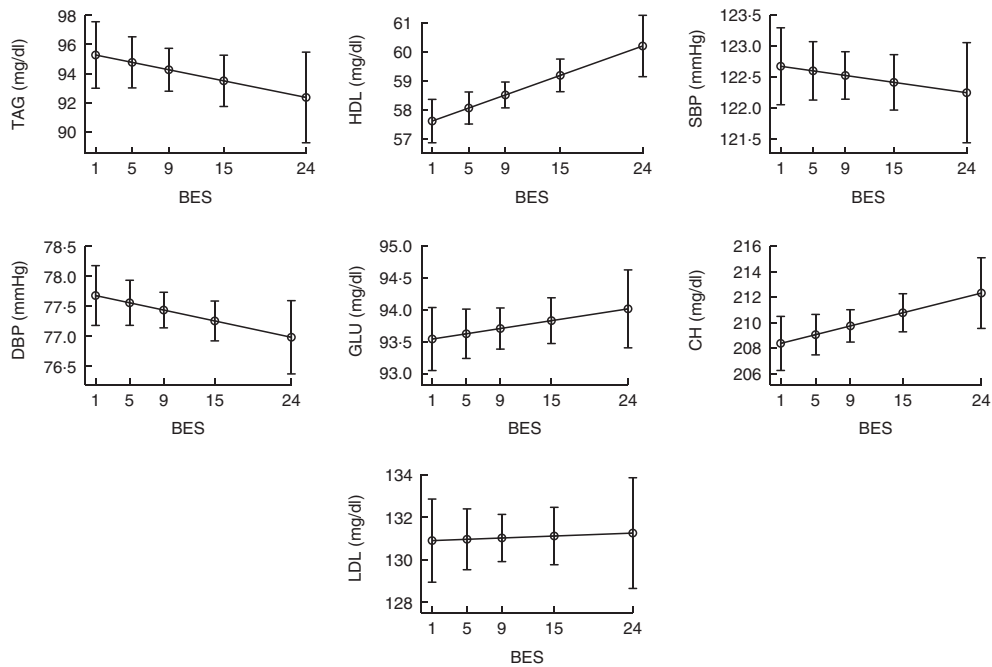 TAG (mg/dl)
98
96
94
92
90
1 5 9 15 24
BES
HDL (mg/dl)
61
60
59
58
57
1 5 9 15 24
BES
SBP (mmHg)
123·5
123.0
122.5
122.0
121·5
1 5 9 15 24
BES
DBP (mmHg)
78·5
78.0
77.5
77.0
76.5
1 5 9 15 24
BES
GLU (mg/dl)
95.0
94.5
94.0
93.5
93.0
1 5 9 15 24
BES
CH (mg/dl)
216
214
212
210
208
206
1 5 9 15 24
BES
LDL (mg/dl)
134
132
130
128
1 5 9 15 24
BES